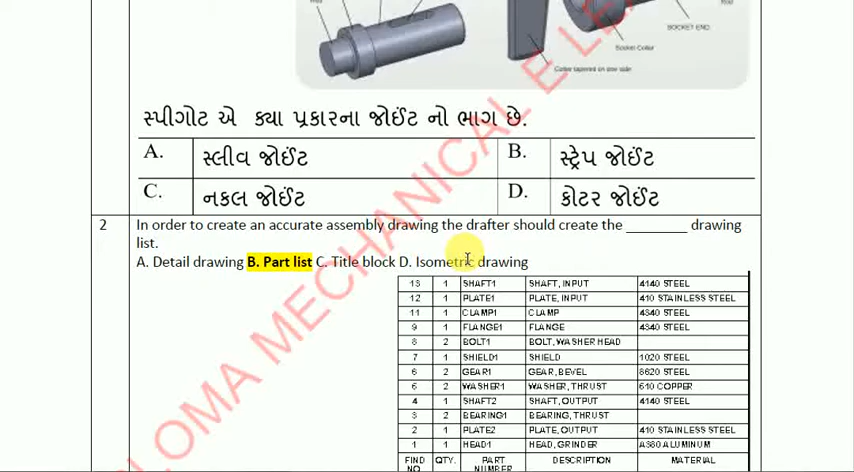 SOCKET END
Socket Collar
Cotter tapered on one side
સ્પીગોટ એ ક્યા પ્રકારના જોઈંટ નો ભાગ છે.
A. સ્લીવ જોઈંટ B. સ્ટ્રેપ જોઈંટ
C. નકલ જોઈંટ D. કોટર જોઈંટ
2 In order to create an accurate assembly drawing the drafter should create the ________ drawing
list.
A. Detail drawing B. Part list C. Title block D. Isometric drawing
13 1 SHAFT1 SHAFT, INPUT 4140 STEEL
12 1 PLATE1 PLATE, INPUT 410 STAINLESS STEEL
11 1 CLAMP1 CLAMP 4340 STEEL
9 1 FLANGE1 FLANGE 4340 STEEL
8 2 BOLT1 BOLT, WASHER HEAD
7 1 SHIELD1 SHIELD 1020 STEEL
6 2 GEAR1 GEAR, BEVEL 8620 STEEL
5 2 WASHER1 WASHER, THRUST 610 COPPER
4 1 SHAFT2 SHAFT, OUTPUT 4140 STEEL
3 2 BEARING1 BEARING, THRUST
2 1 PLATE2 PLATE, OUTPUT 410 STAINLESS STEEL
1 1 HEAD1 HEAD, GRINDER A380 ALUMINUM
FIND QTY. PART DESCRIPTION MATERIAL
NO. NUMBER
LOMA MECHANICAL E LEA